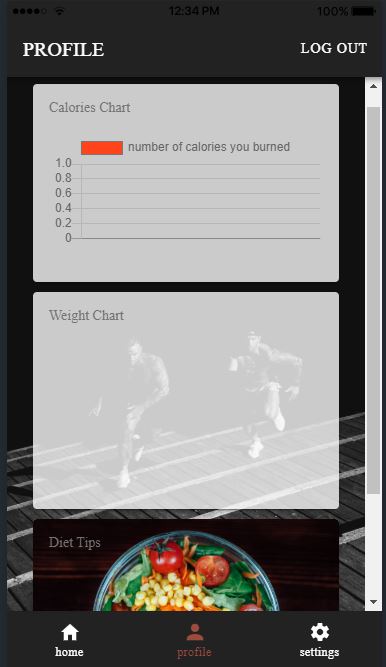 12:34 PM
100%
PROFILE
LOG OUT
Calories Chart
number of calories you burned
1.0
0.8
0.6
0.4
0.2
0
Weight Chart
Diet Tips
home
profile
settings